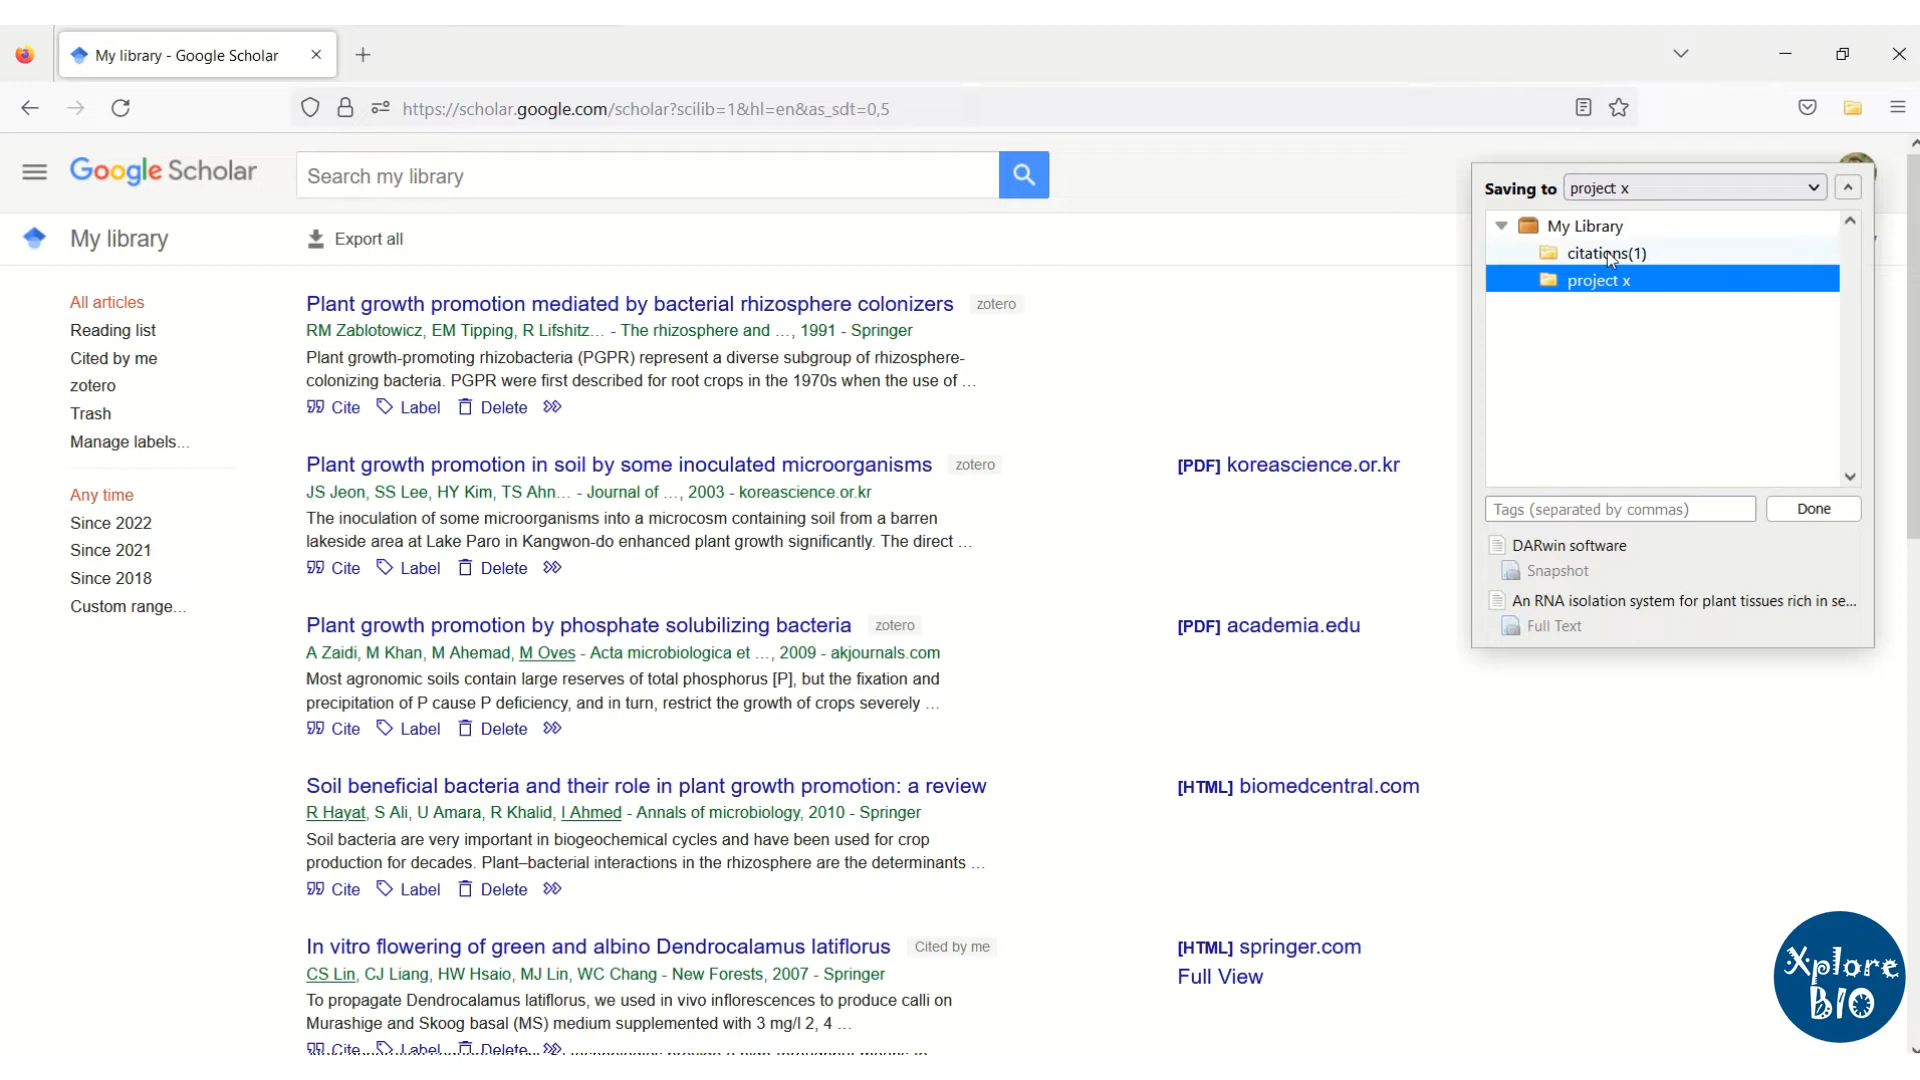 My library - Google Scholar
https://scholar.google.com/scholar?scilib=1&hl=en&as_sdt=0,5
Google Scholar
Search my library
My library
Export all
All articles
Reading list
Cited by me
zotero
Trash
Manage labels...
Any time
Since 2022
Since 2021
Since 2018
Custom range...
Plant growth promotion mediated by bacterial rhizosphere colonizers zotero
RM Zablotowicz, EM Tipping, R Lifshitz... - The rhizosphere and ..., 1991 - Springer
Plant growth-promoting rhizobacteria (PGPR) represent a diverse subgroup of rhizosphere-
colonizing bacteria. PGPR were first described for root crops in the 1970s when the use of ...
Cite Label Delete
Plant growth promotion in soil by some inoculated microorganisms zotero
[PDF] koreascience.or.kr
JS Jeon, SS Lee, HY Kim, TS Ahn... - Journal of ..., 2003 - koreascience.or.kr
The inoculation of some microorganisms into a microcosm containing soil from a barren
lakeside area at Lake Paro in Kangwon-do enhanced plant growth significantly. The direct ...
Cite Label Delete
Plant growth promotion by phosphate solubilizing bacteria zotero
[PDF] academia.edu
A Zaidi, M Khan, M Ahemad, M Oves - Acta microbiologica et ..., 2009 - akjournals.com
Most agronomic soils contain large reserves of total phosphorus [P], but the fixation and
precipitation of P cause P deficiency, and in turn, restrict the growth of crops severely ...
Cite Label Delete
Soil beneficial bacteria and their role in plant growth promotion: a review
[HTML] biomedcentral.com
R Hayat, S Ali, U Amara, R Khalid, I Ahmed - Annals of microbiology, 2010 - Springer
Soil bacteria are very important in biogeochemical cycles and have been used for crop
production for decades. Plant–bacterial interactions in the rhizosphere are the determinants ...
Cite Label Delete
In vitro flowering of green and albino Dendrocalamus latiflorus Cited by me
[HTML] springer.com
Full View
CS Lin, CJ Liang, HW Hsaio, MJ Lin, WC Chang - New Forests, 2007 - Springer
To propagate Dendrocalamus latiflorus, we used in vivo inflorescences to produce calli on
Murashige and Skoog basal (MS) medium supplemented with 3 mg/l 2, 4 ...
Cite Label Delete
Saving to project x
My Library
citations(1)
project x
Tags (separated by commas)
Done
DARwin software
Snapshot
An RNA isolation system for plant tissues rich in se...
Full Text
Xplore
BIO